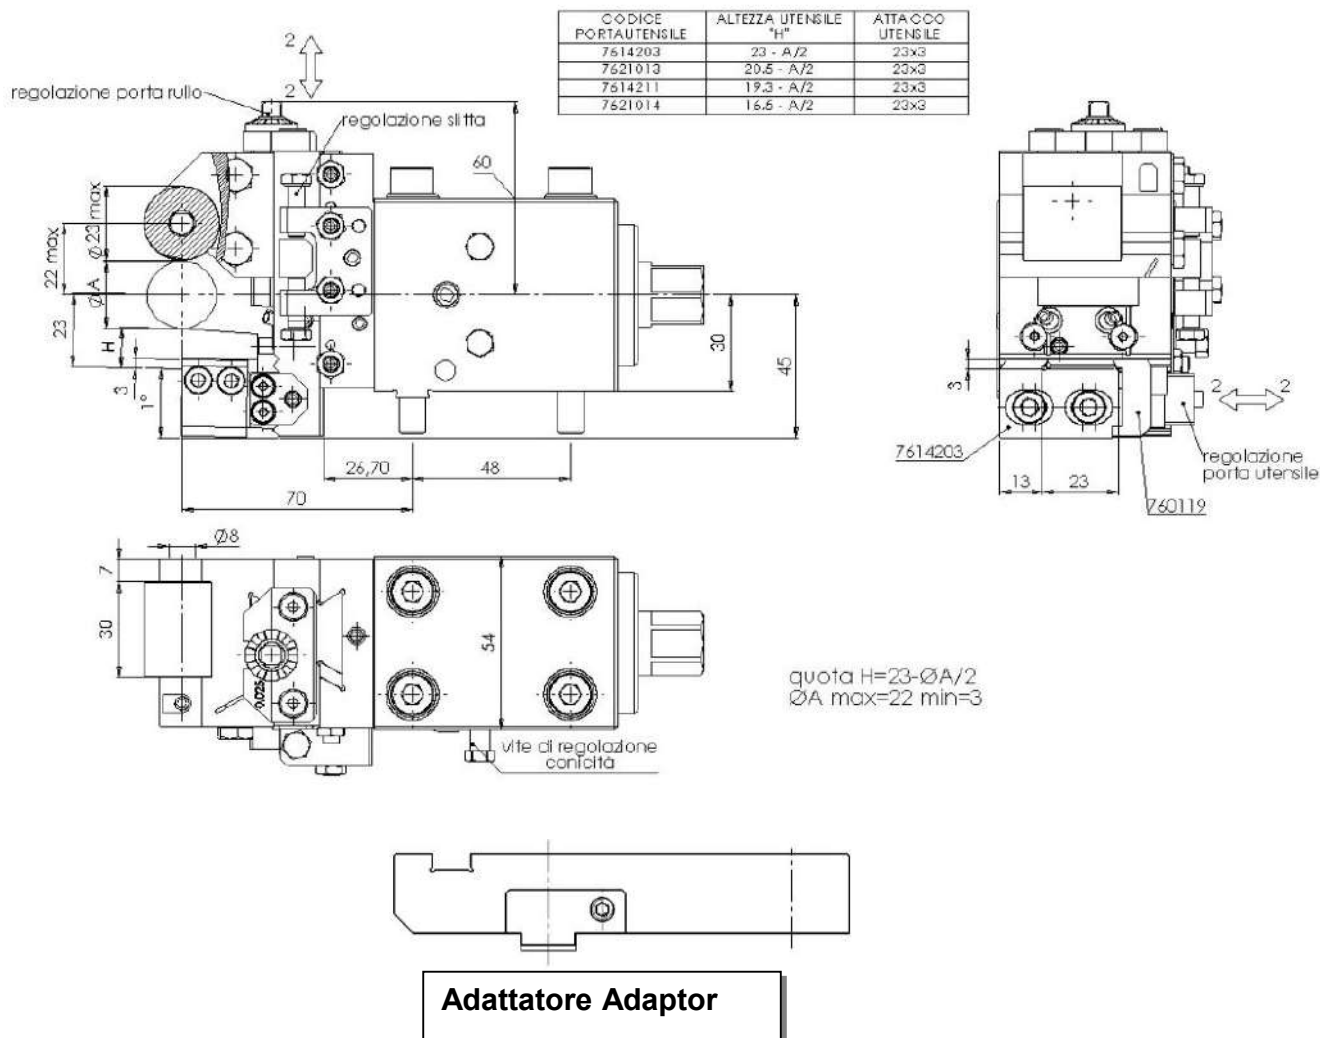 CODICE PORTAUTENSILE
ALTEZZA UTENSILE "H"
ATTACCO UTENSILE
7614203 23 - A/2 23x3
7621013 20.5 - A/2 23x3
7614211 19.3 - A/2 23x3
7621014 16.5 - A/2 23x3
2
2
regolazione porta rullo
regolazione slitta
60
Ø 23 max
22 max
ØA
23
H
3
1°
30
45
26,70
48
70
3
2
2
7614203
regolazione
porta utensile
13
23
760119
Ø8
7
30
54
0,025
quota H=23-ØA/2
ØA max=22 min=3
vite di regolazione
conicità
Adattatore Adaptor